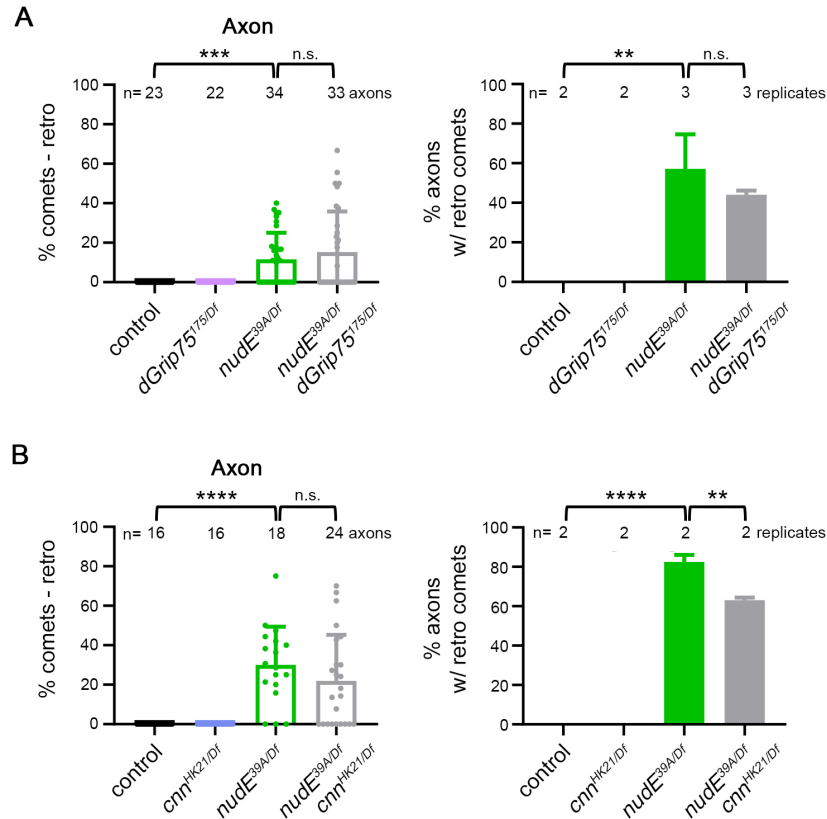 A
Axon
*** n.s.
100
80
60
40
20
0
% comets - retro
n= 23 22 34 33 axons
control
dGrip75175/Df
nudE39A/Df
nudE39A/Df
dGrip75175/Df
** n.s.
100
80
60
40
20
0
% axons
w/ retro comets
n= 2 2 3 3 replicates
control
dGrip75175/Df
nudE39A/Df
nudE39A/Df
dGrip75175/Df
B
Axon
**** n.s.
100
80
60
40
20
0
% comets - retro
n= 16 16 18 24 axons
control
cnnHK21/Df
nudE39A/Df
nudE39A/Df
cnnHK21/Df
**** **
100
80
60
40
20
0
% axons
w/ retro comets
n= 2 2 2 2 replicates
control
cnnHK21/Df
nudE39A/Df
nudE39A/Df
cnnHK21/Df